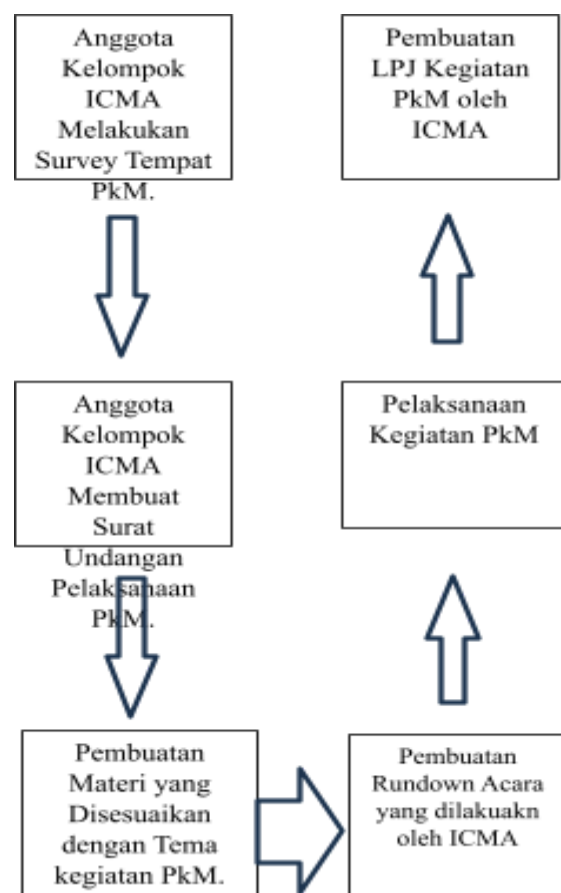 Anggota
Kelompok
ICMA
Melakukan
Survey Tempat
PkM.
Anggota
Kelompok
ICMA
Membuat
Surat
Undangan
Pelaksanaan
PkM.
Pembuatan
Materi yang
Disesuaikan
dengan Tema
kegiatan PkM.
Pembuatan
Rundown Acara
yang dilakuakn
oleh ICMA
Pelaksanaan
Kegiatan PkM
Pembuatan
LPJ Kegiatan
PkM oleh
ICMA